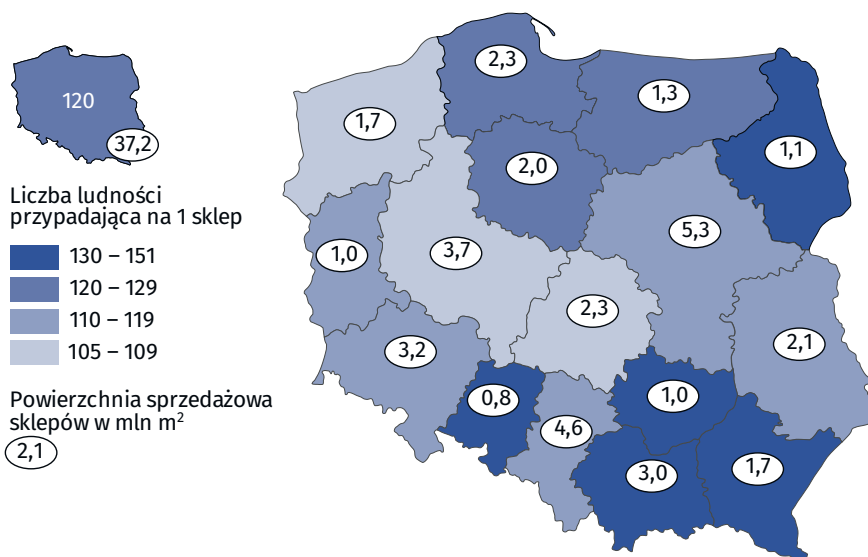 120
37,2
Liczba ludności
przypadająca na 1 sklep
130 – 151
120 – 129
110 – 119
105 – 109
Powierzchnia sprzedażowa
sklepów w mln m²
2,1
2,3
1,3
1,7
1,1
2,0
5,3
3,7
1,0
2,3
2,1
3,2
0,8
1,0
4,6
3,0
1,7